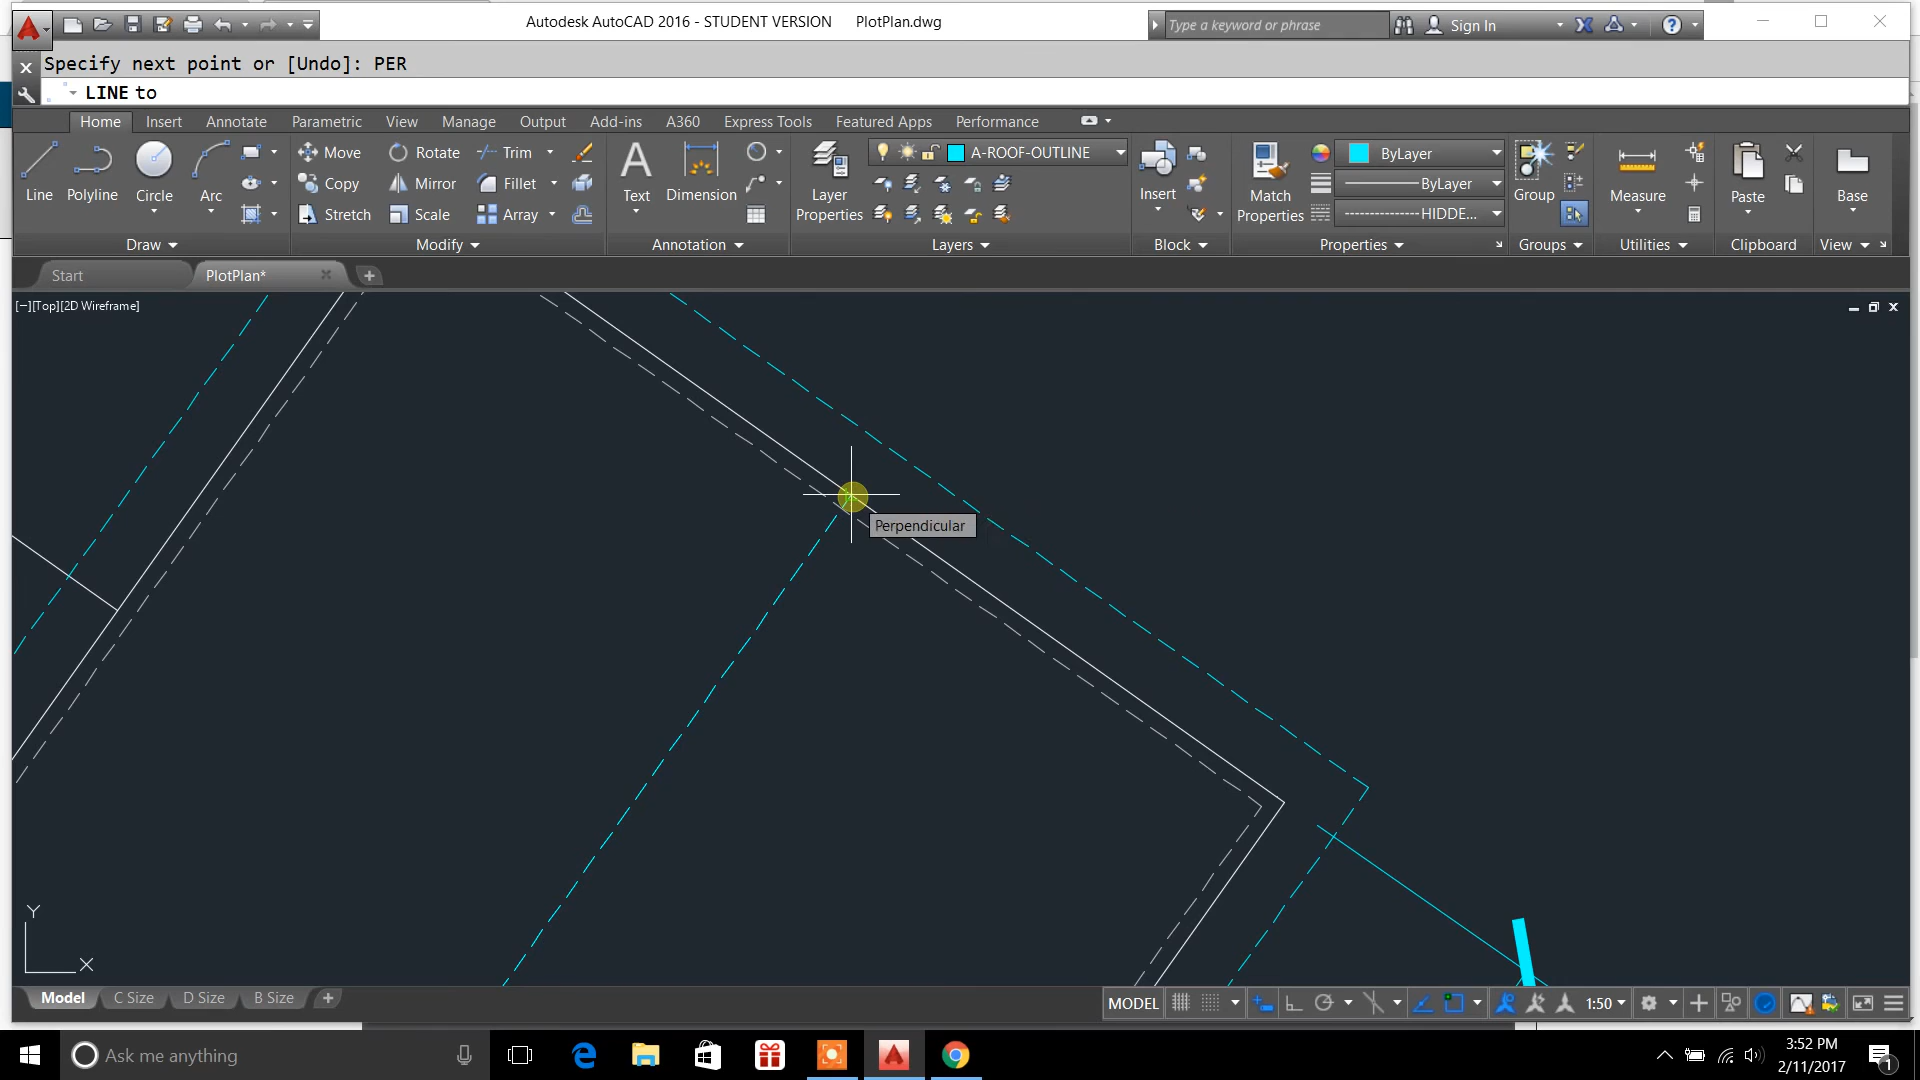 Autodesk AutoCAD 2016 - STUDENT VERSION PlotPlan.dwg
Type a keyword or phrase
Sign In
Specify next point or [Undo]: PER
LINE to
Home Insert Annotate Parametric View Manage Output Add-ins A360 Express Tools Featured Apps Performance
Line Polyline Circle Arc
Move Rotate Trim
Copy Mirror Fillet
Stretch Scale Array
Text Dimension
Layer Properties
A-ROOF-OUTLINE
Insert
Match Properties
ByLayer
ByLayer
HIDDE...
Group
Measure
Paste
Base
Draw Modify Annotation Layers Block Properties Groups Utilities Clipboard View
Start PlotPlan*
[−][Top][2D Wireframe]
Perpendicular
Y
X
Model C Size D Size B Size
MODEL 1:50
Ask me anything
3:52 PM
2/11/2017
1